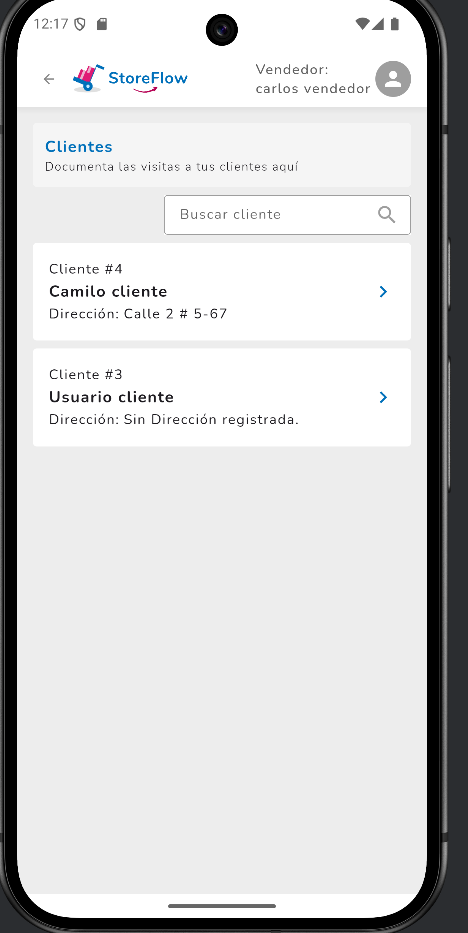 12:17
StoreFlow
Vendedor:
carlos vendedor
Clientes
Documenta las visitas a tus clientes aquí
Buscar cliente
Cliente #4
Camilo cliente
Dirección: Calle 2 # 5-67
Cliente #3
Usuario cliente
Dirección: Sin Dirección registrada.